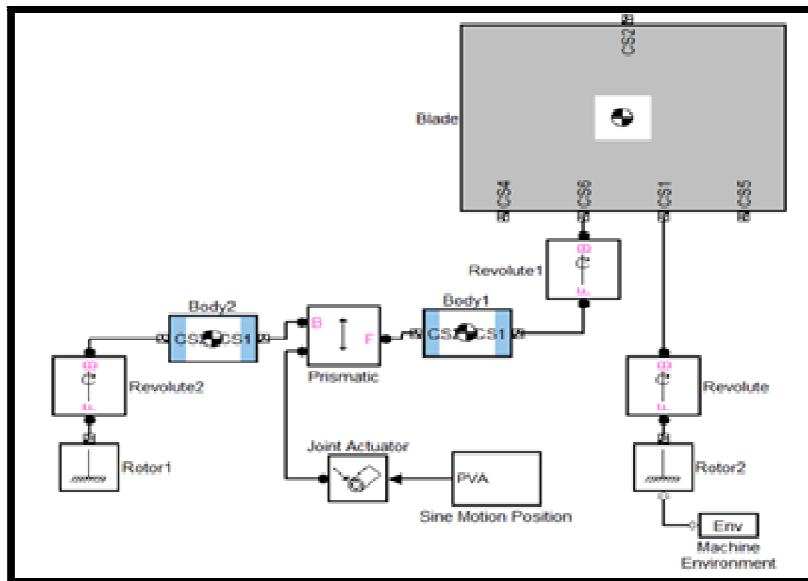 CS2
Blade
CS4
CS6
CS1
CS5
B
Revolute1
F
Body2
CS2 CS1
B
F
Prismatic
Body1
CS2 CS1
B
Revolute2
F
B
Revolute
F
Rotor1
Joint Actuator
PVA
Sine Motion Position
Rotor2
Env
Machine
Environment